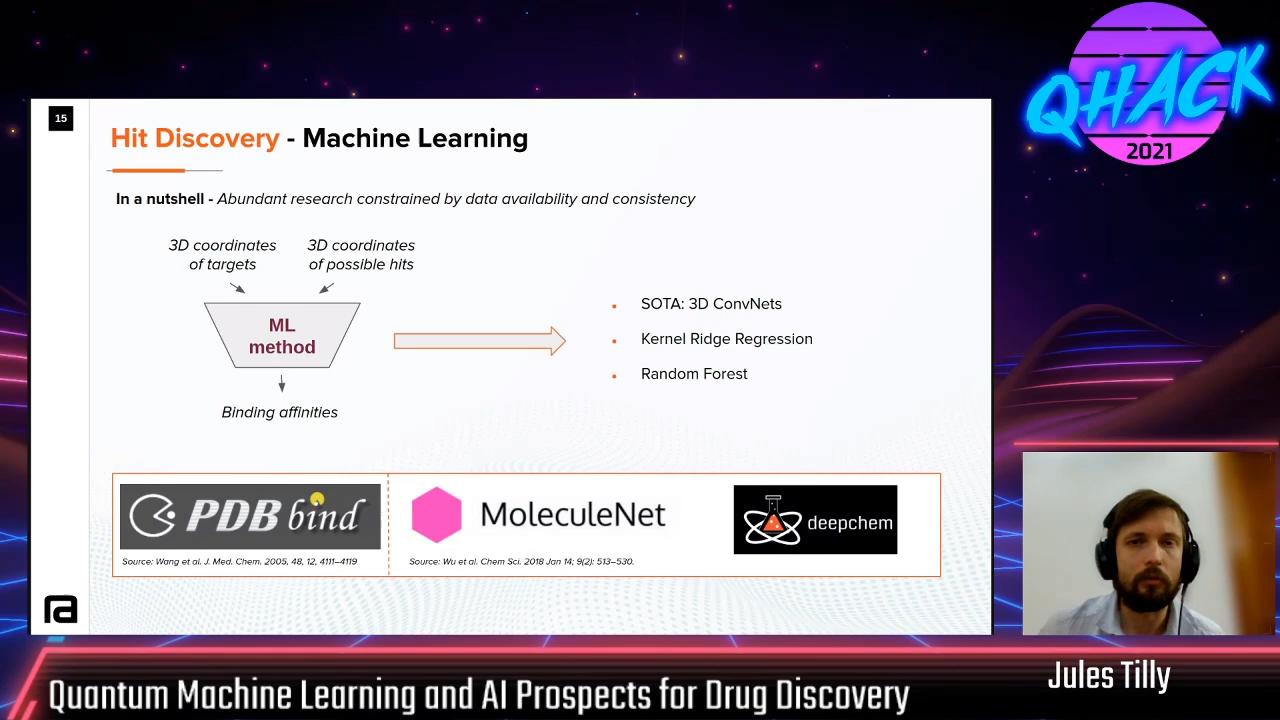 QHACK
2021
15
Hit Discovery - Machine Learning
In a nutshell - Abundant research constrained by data availability and consistency
3D coordinates
of targets
3D coordinates
of possible hits
ML
method
Binding affinities
• SOTA: 3D ConvNets
• Kernel Ridge Regression
• Random Forest
PDB bind
Source: Wang et al. J. Med. Chem. 2005, 48, 12, 4111–4119
MoleculeNet
deepchem
Source: Wu et al. Chem Sci. 2018 Jan 14; 9(2): 513–530.
ra
Jules Tilly
Quantum Machine Learning and AI Prospects for Drug Discovery